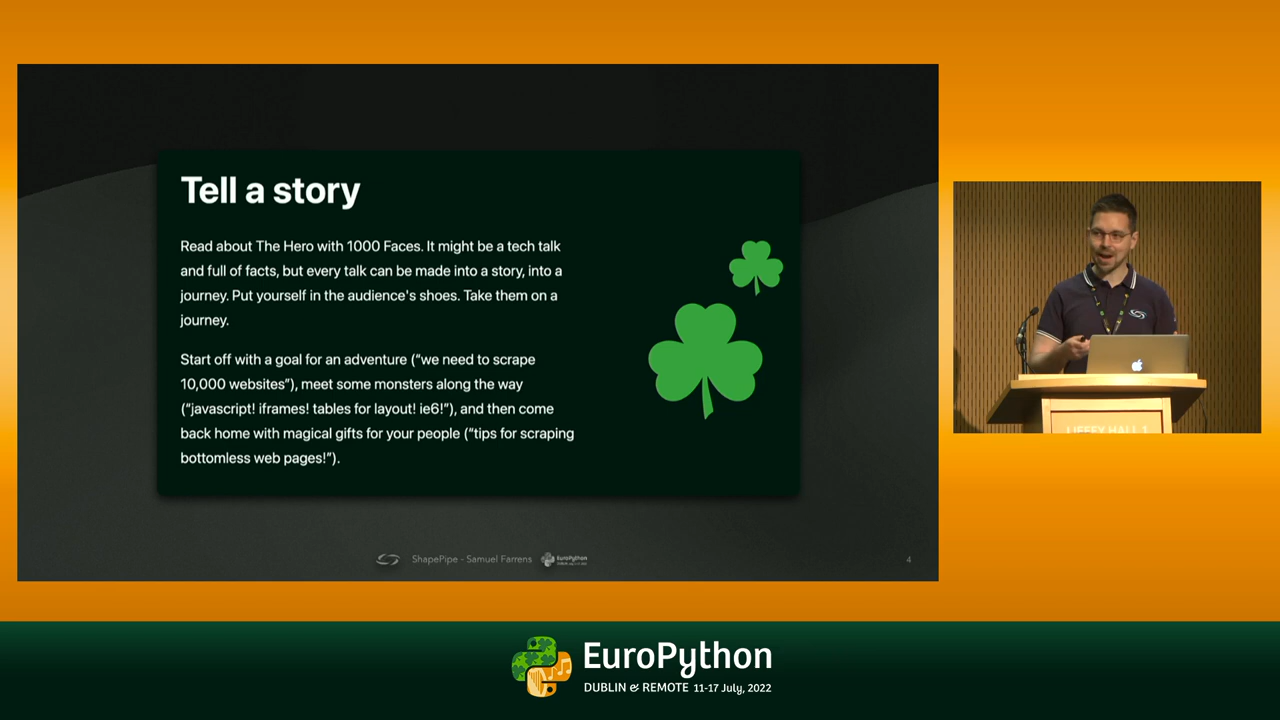 Tell a story
Read about The Hero with 1000 Faces. It might be a tech talk
and full of facts, but every talk can be made into a story, into a
journey. Put yourself in the audience's shoes. Take them on a
journey.
Start off with a goal for an adventure (“we need to scrape
10,000 websites”), meet some monsters along the way
(“javascript! iframes! tables for layout! ie6!”), and then come
back home with magical gifts for your people (“tips for scraping
bottomless web pages!”).
ShapePipe - Samuel Farrens
EuroPython
4
LIFFEY HALL 1
EuroPython
DUBLIN & REMOTE 11-17 July, 2022